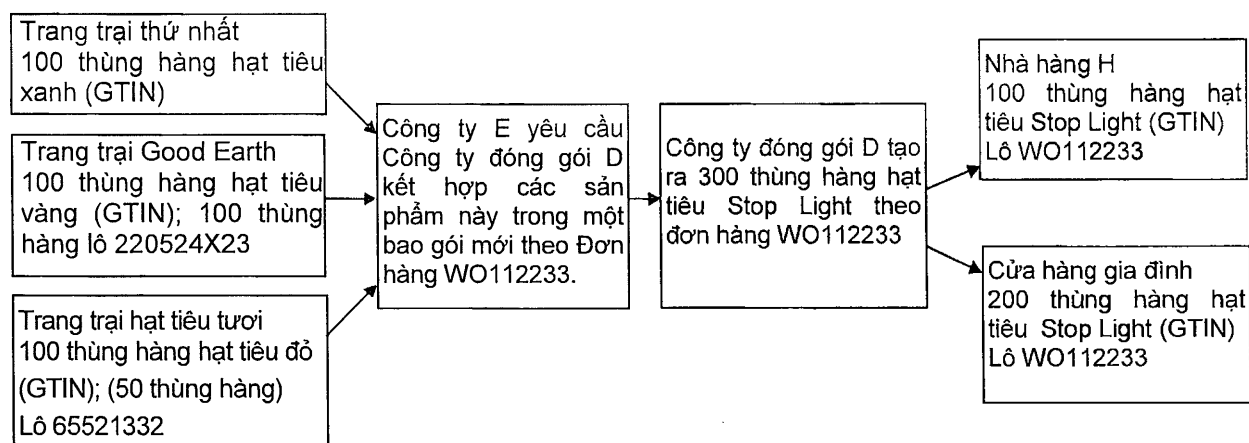 Trang trại thứ nhất
100 thùng hàng hạt tiêu
xanh (GTIN)
Trang trại Good Earth
100 thùng hàng hạt tiêu
vàng (GTIN); 100 thùng
hàng lô 220524X23
Trang trại hạt tiêu tươi
100 thùng hàng hạt tiêu đỏ
(GTIN); (50 thùng hàng)
Lô 65521332
Công ty E yêu cầu
Công ty đóng gói D
kết hợp các sản
phẩm này trong một
bao gói mới theo Đơn
hàng WO112233.
Công ty đóng gói D tạo
ra 300 thùng hàng hạt
tiêu Stop Light theo
đơn hàng WO112233
Nhà hàng H
100 thùng hàng hạt
tiêu Stop Light (GTIN)
Lô WO112233
Cửa hàng gia đình
200 thùng hàng hạt
tiêu Stop Light (GTIN)
Lô WO112233